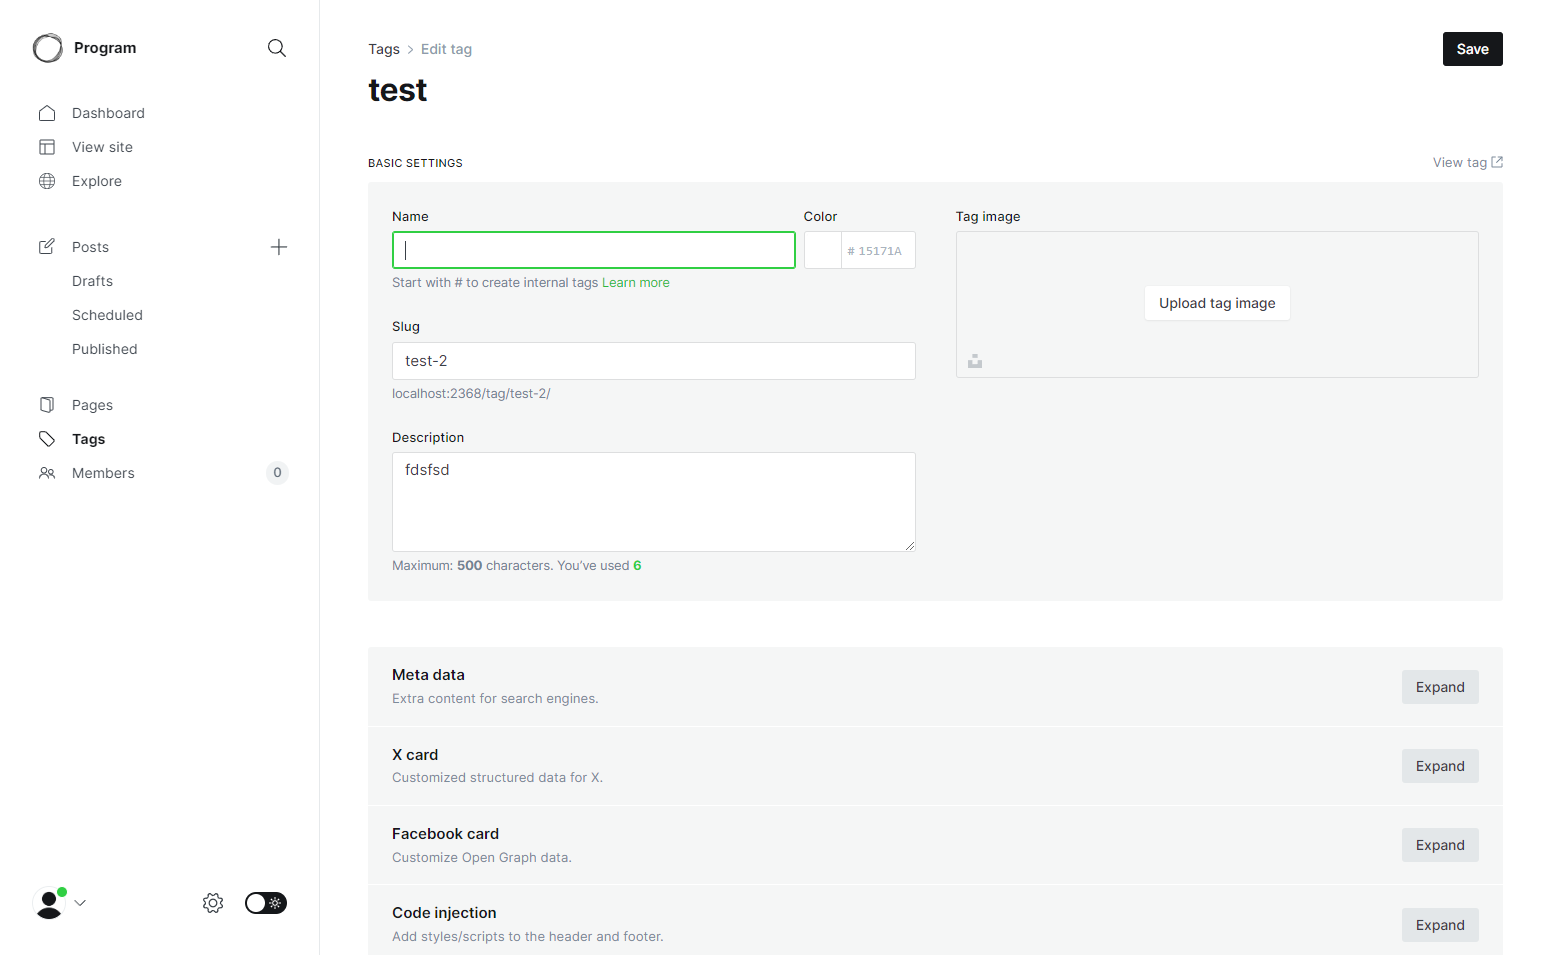 Program
Dashboard
View site
Explore
Posts
Drafts
Scheduled
Published
Pages
Tags
Members 0
Tags > Edit tag
Save
test
BASIC SETTINGS
View tag
Name
Color
# 15171A
Start with # to create internal tags Learn more
Slug
test-2
localhost:2368/tag/test-2/
Description
fdsfsd
Maximum: 500 characters. You've used 6
Tag image
Upload tag image
Meta data
Extra content for search engines.
Expand
X card
Customized structured data for X.
Expand
Facebook card
Customize Open Graph data.
Expand
Code injection
Add styles/scripts to the header and footer.
Expand